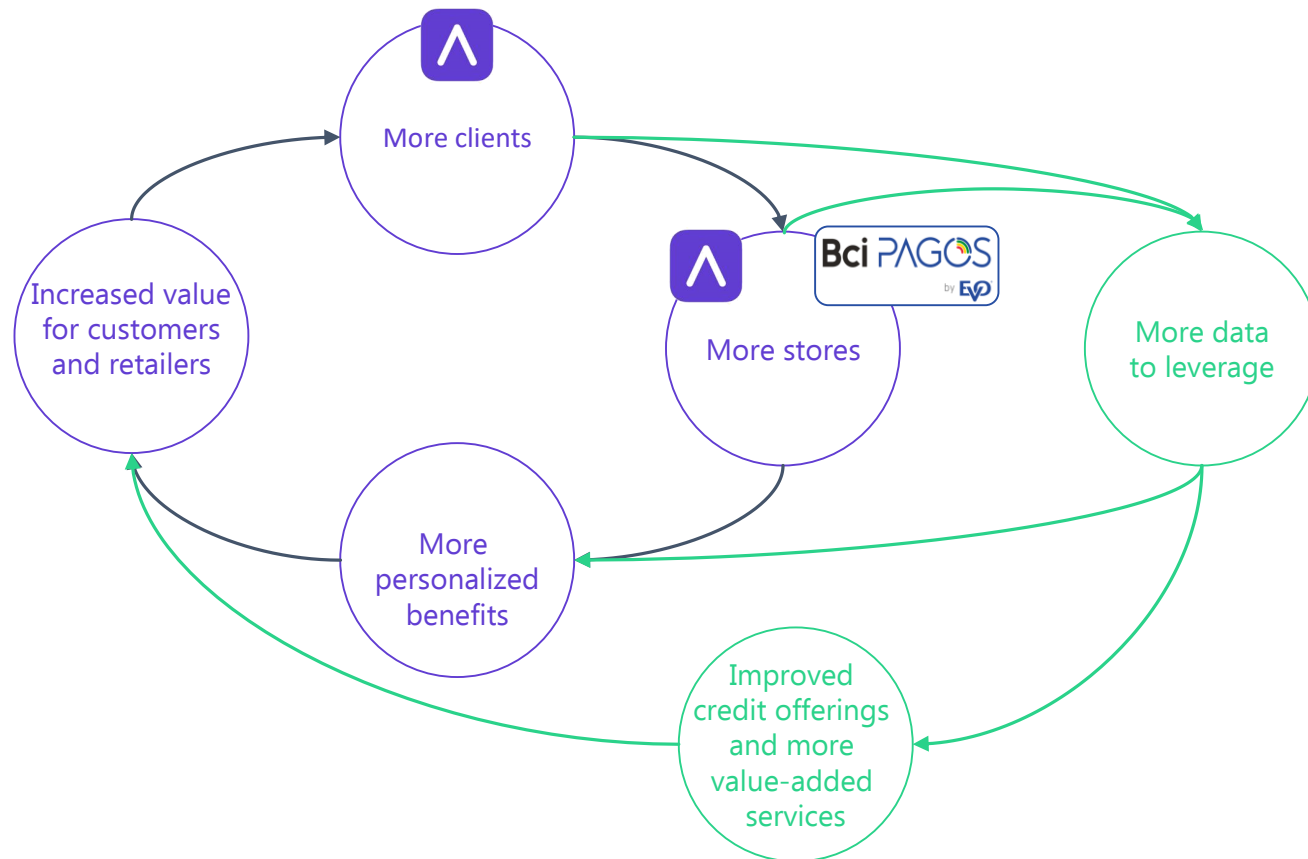 More clients
Bci PAGOS
by EVO
Increased value
for customers
and retailers
More stores
More data
to leverage
More
personalized
benefits
Improved
credit offerings
and more
value-added
services